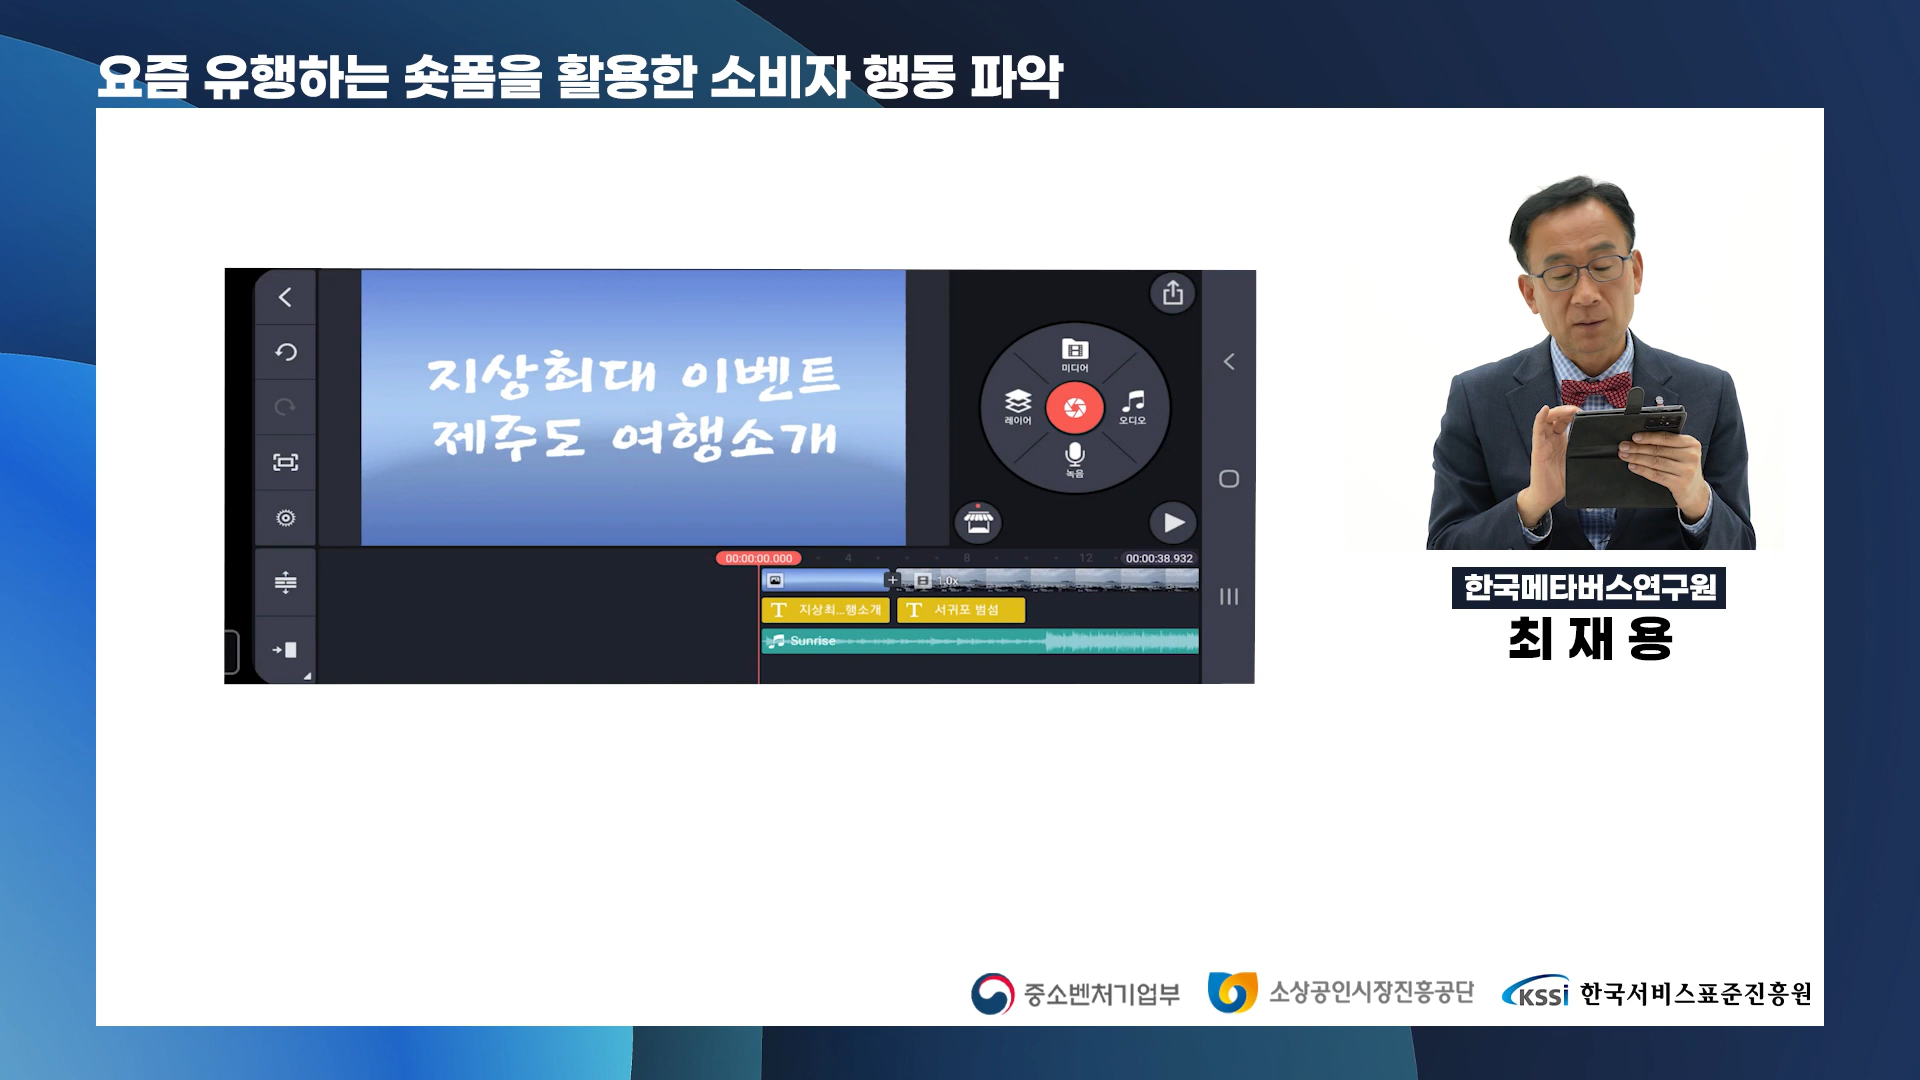 요즘 유행하는 숏폼을 활용한 소비자 행동 파악
지상최대 이벤트
제주도 여행소개
미디어
레이어
오디오
녹음
00:00:00.000
4
8
12
00:00:38.932
1.0x
T 지상최...행소개
T 서귀포 범섬
Sunrise
한국메타버스연구원
최재용
중소벤처기업부
소상공인시장진흥공단
KSSi 한국서비스표준진흥원